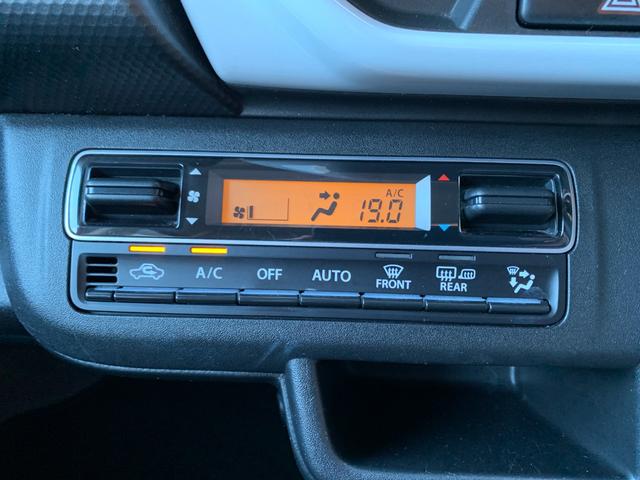 A/C
19.0
A/C OFF AUTO FRONT REAR